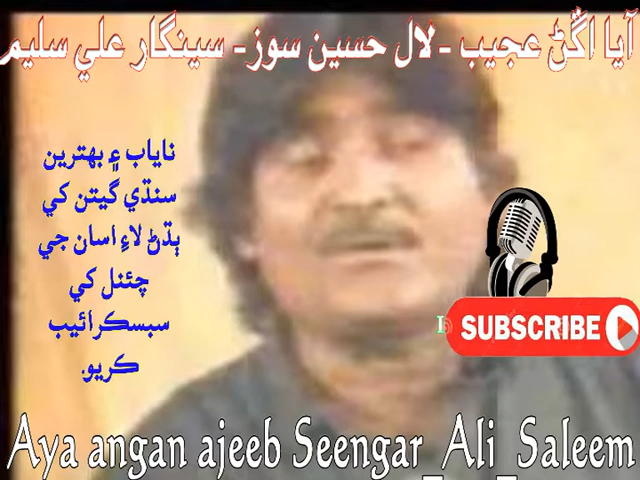 آيا اڱڻ عجيب - لال حسين سوز - سينگار علي سليم
ناياب ۽ بهترين
سنڌي گيتن کي
ٻڌڻ لاءِ اسان جي
چئنل کي
سبسڪرائيب
ڪريو.
SUBSCRIBE
Aya angan ajeeb Seengar_Ali_Saleem